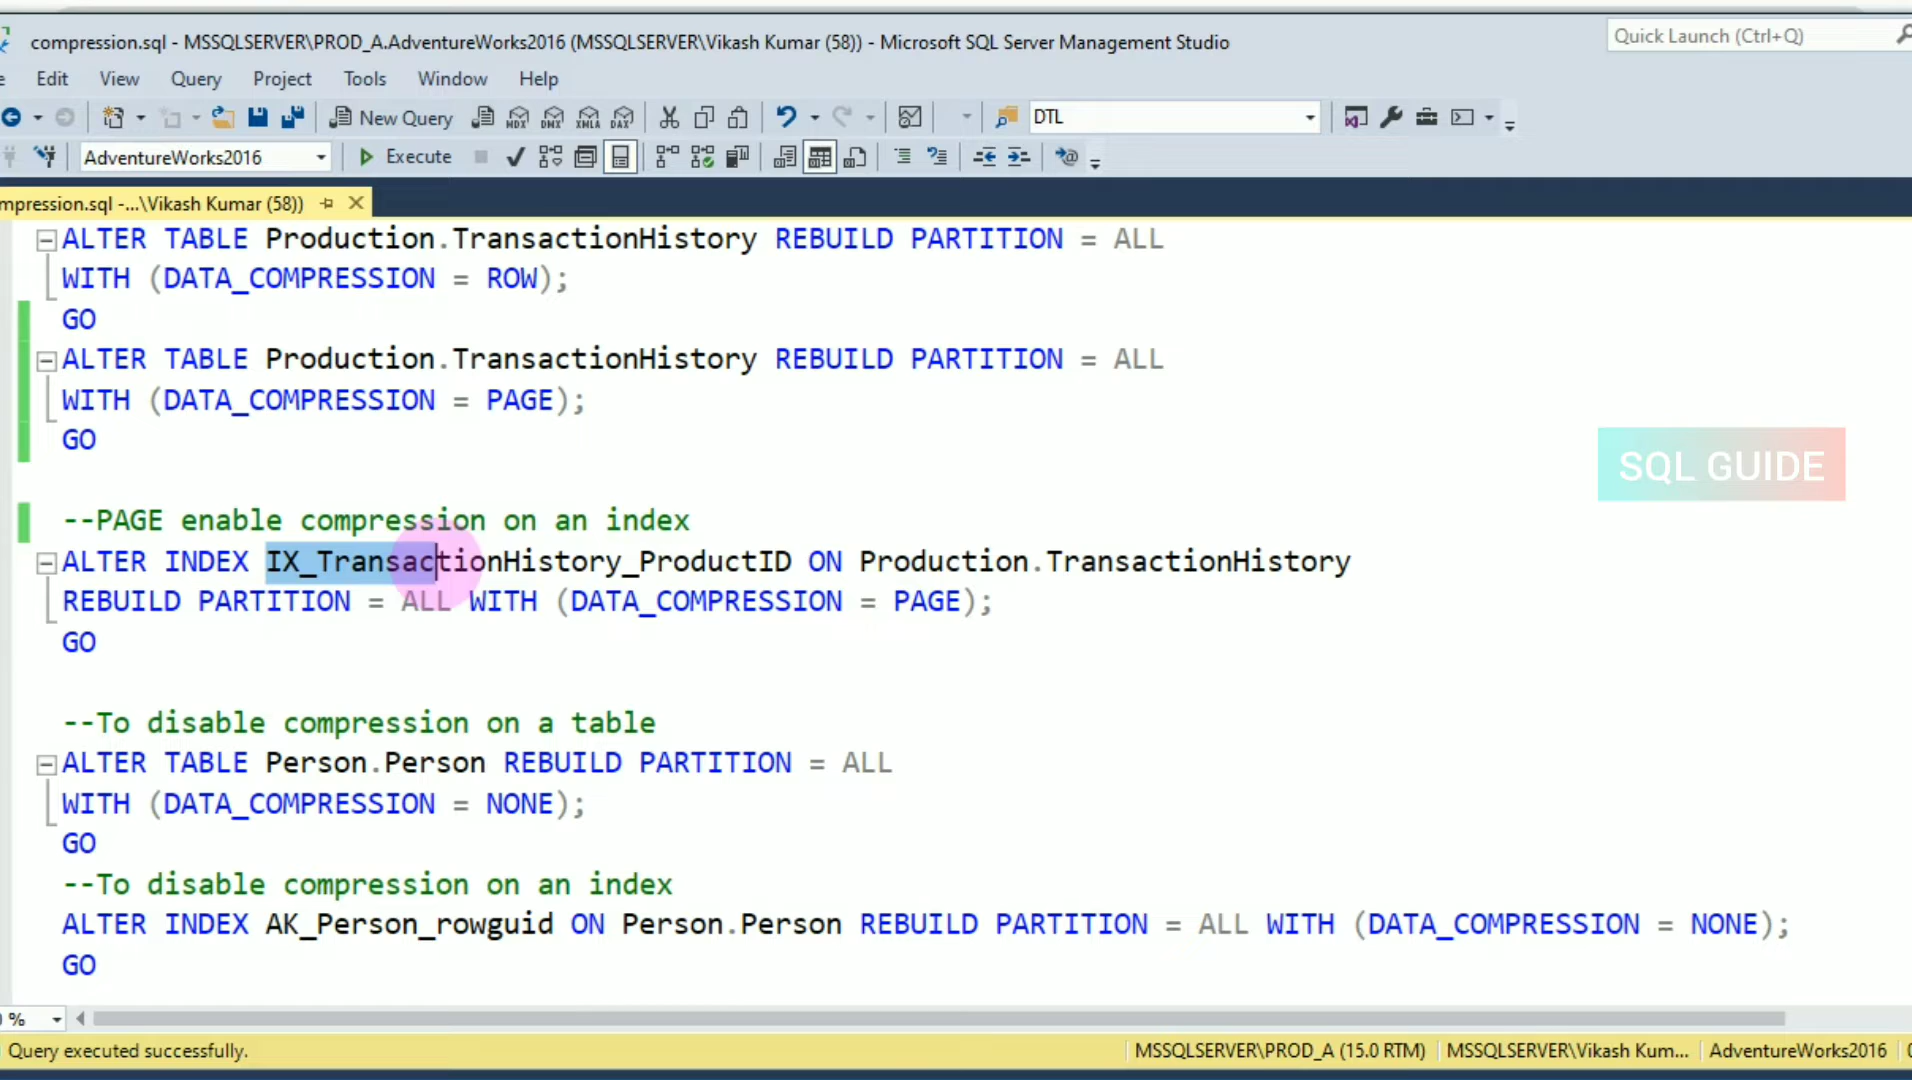 compression.sql - MSSQLSERVER\PROD_A.AdventureWorks2016 (MSSQLSERVER\Vikash Kumar (58)) - Microsoft SQL Server Management Studio
Quick Launch (Ctrl+Q)
e Edit View Query Project Tools Window Help
New Query MDX DMX XMLA DAX DTL
AdventureWorks2016 Execute
mpression.sql -...\Vikash Kumar (58))
ALTER TABLE Production.TransactionHistory REBUILD PARTITION = ALL
WITH (DATA_COMPRESSION = ROW);
GO
ALTER TABLE Production.TransactionHistory REBUILD PARTITION = ALL
WITH (DATA_COMPRESSION = PAGE);
GO
SQL GUIDE
--PAGE enable compression on an index
ALTER INDEX IX_TransactionHistory_ProductID ON Production.TransactionHistory
REBUILD PARTITION = ALL WITH (DATA_COMPRESSION = PAGE);
GO
--To disable compression on a table
ALTER TABLE Person.Person REBUILD PARTITION = ALL
WITH (DATA_COMPRESSION = NONE);
GO
--To disable compression on an index
ALTER INDEX AK_Person_rowguid ON Person.Person REBUILD PARTITION = ALL WITH (DATA_COMPRESSION = NONE);
GO
%
Query executed successfully. MSSQLSERVER\PROD_A (15.0 RTM) MSSQLSERVER\Vikash Kum... AdventureWorks2016